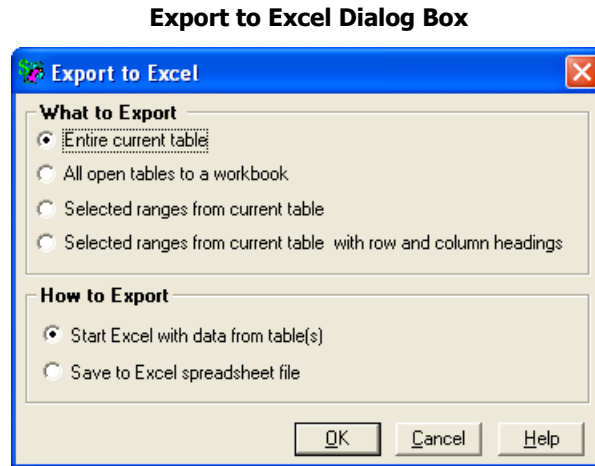 Export to Excel Dialog Box
Export to Excel
What to Export
Entire current table
All open tables to a workbook
Selected ranges from current table
Selected ranges from current table with row and column headings
How to Export
Start Excel with data from table(s)
Save to Excel spreadsheet file
OK Cancel Help